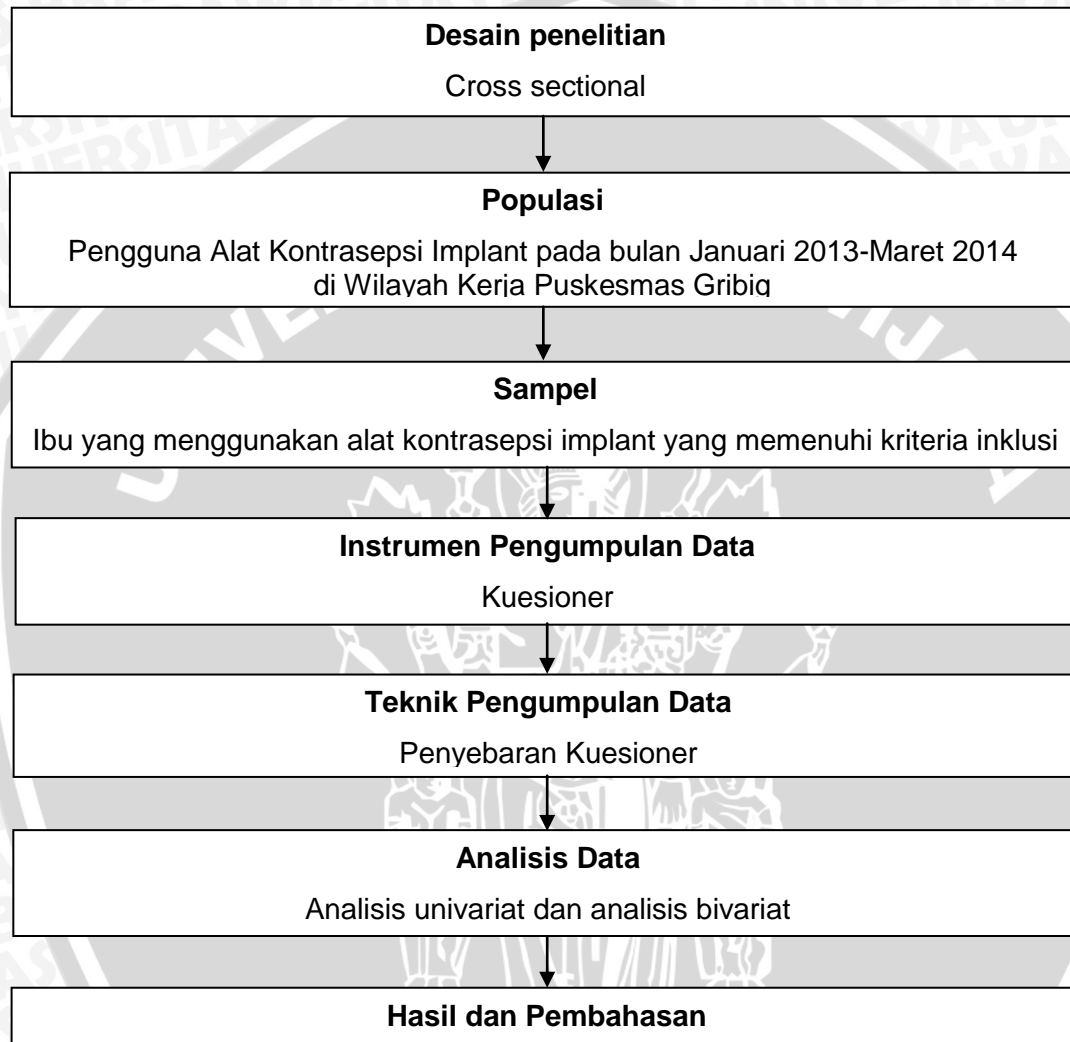 Desain penelitian
Cross sectional
Populasi
Pengguna Alat Kontrasepsi Implant pada bulan Januari 2013-Maret 2014
di Wilayah Kerja Puskesmas Gribig
Sampel
Ibu yang menggunakan alat kontrasepsi implant yang memenuhi kriteria inklusi
Instrumen Pengumpulan Data
Kuesioner
Teknik Pengumpulan Data
Penyebaran Kuesioner
Analisis Data
Analisis univariat dan analisis bivariat
Hasil dan Pembahasan